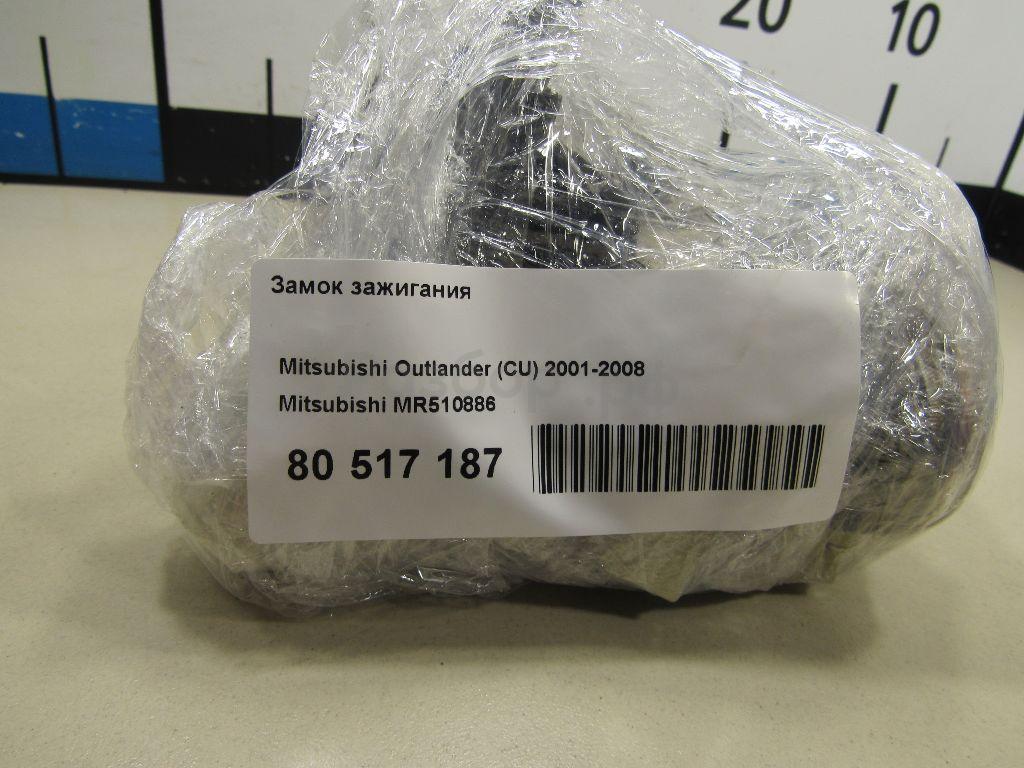 20 10
Замок зажигания
Mitsubishi Outlander (CU) 2001-2008
Mitsubishi MR510886
80 517 187